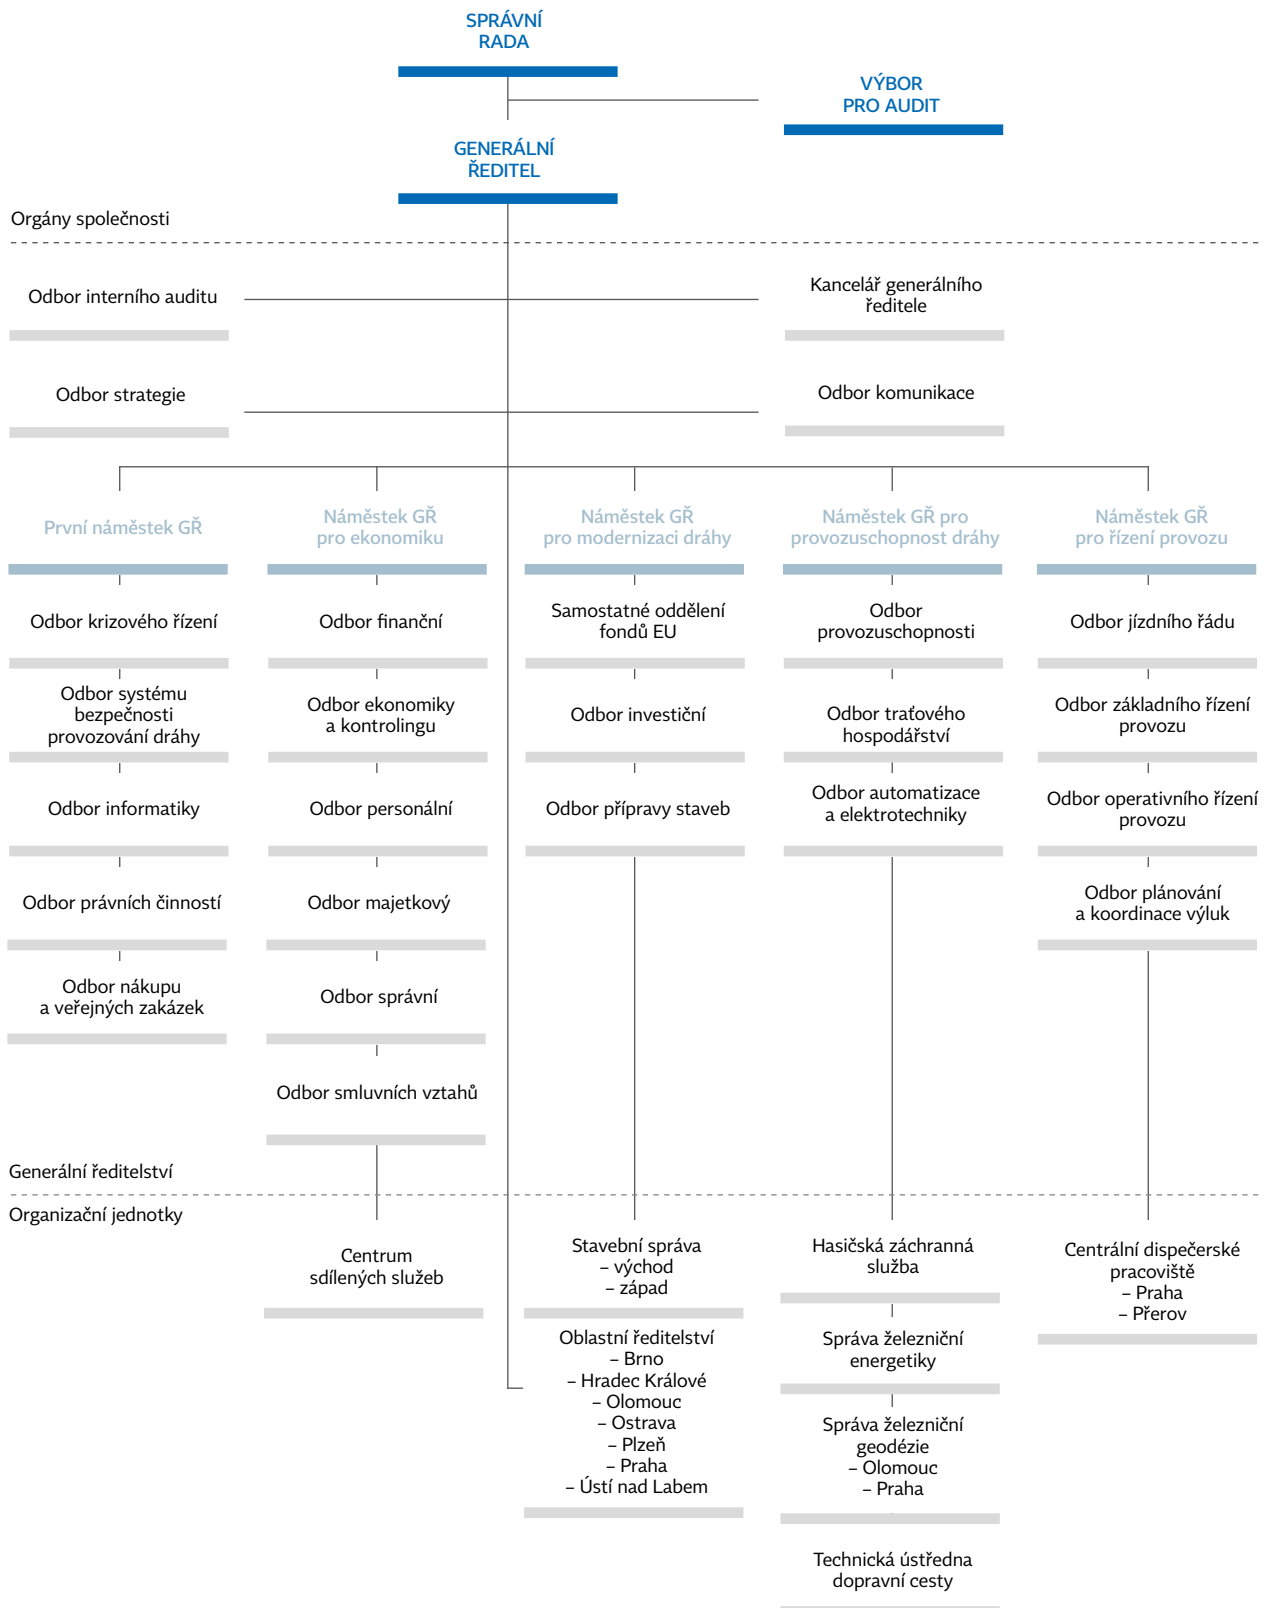 SPRÁVNÍ
RADA
VÝBOR
PRO AUDIT
GENERÁLNÍ
ŘEDITEL
Orgány společnosti
Odbor interního auditu
Kancelář generálního
ředitele
Odbor strategie
Odbor komunikace
První náměstek GŘ
Odbor krizového řízení
Odbor systému
bezpečnosti
provozování dráhy
Odbor informatiky
Odbor právních činností
Odbor nákupu
a veřejných zakázek
Náměstek GŘ
pro ekonomiku
Odbor finanční
Odbor ekonomiky
a kontrolingu
Odbor personální
Odbor majetkový
Odbor správní
Odbor smluvních vztahů
Náměstek GŘ
pro modernizaci dráhy
Samostatné oddělení
fondů EU
Odbor investiční
Odbor přípravy staveb
Náměstek GŘ pro
provozuschopnost dráhy
Odbor
provozuschopnosti
Odbor traťového
hospodářství
Odbor automatizace
a elektrotechniky
Náměstek GŘ
pro řízení provozu
Odbor jízdního řádu
Odbor základního řízení
provozu
Odbor operativního řízení
provozu
Odbor plánování
a koordinace výluk
Generální ředitelství
Organizační jednotky
Centrum
sdílených služeb
Stavební správa
– východ
– západ
Oblastní ředitelství
– Brno
– Hradec Králové
– Olomouc
– Ostrava
– Plzeň
– Praha
– Ústí nad Labem
Hasičská záchranná
služba
Správa železniční
energetiky
Správa železniční
geodézie
– Olomouc
– Praha
Technická ústředna
dopravní cesty
Centrální dispečerské
pracoviště
– Praha
– Přerov